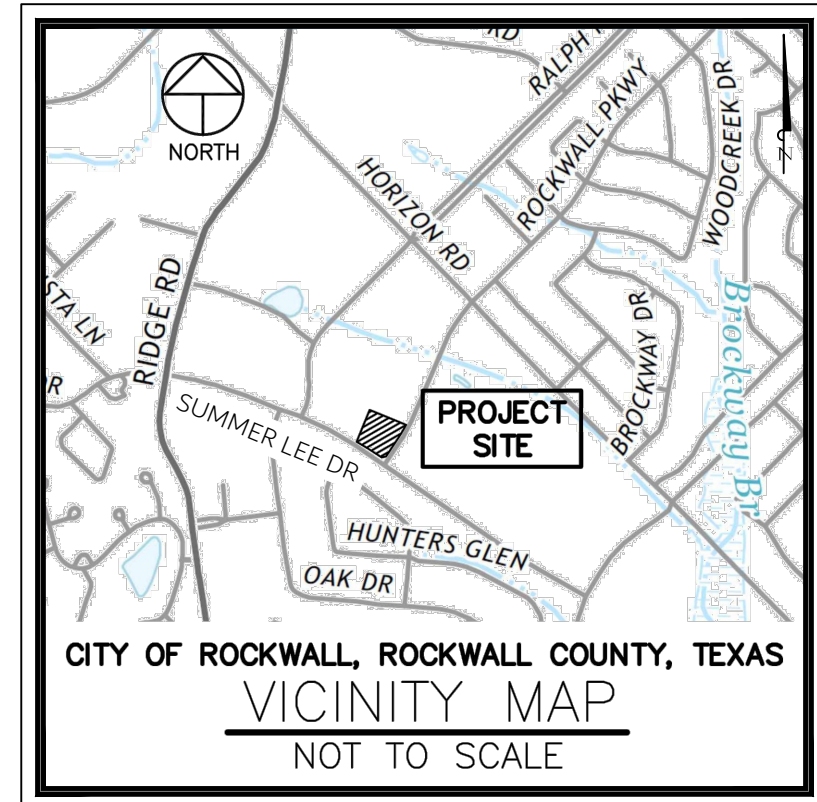 RD
RALPH
NORTH
ROCKWALL PKWY
WOODCREEK DR
HORIZON RD
RIDGE RD
BROCKWAY DR
Brockway Br
SUMMER LEE DR
PROJECT
SITE
HUNTERS GLEN
OAK DR
CITY OF ROCKWALL, ROCKWALL COUNTY, TEXAS
VICINITY MAP
NOT TO SCALE